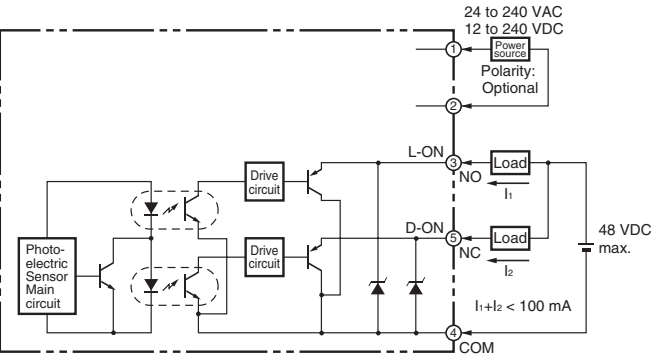 24 to 240 VAC
12 to 240 VDC
1
Power
source
Polarity:
Optional
2
L-ON
3
Load
NO
I1
Drive
circuit
D-ON
5
Load
NC
I2
48 VDC
max.
Drive
circuit
Photo-
electric
Sensor
Main
circuit
I1+I2 < 100 mA
4
COM